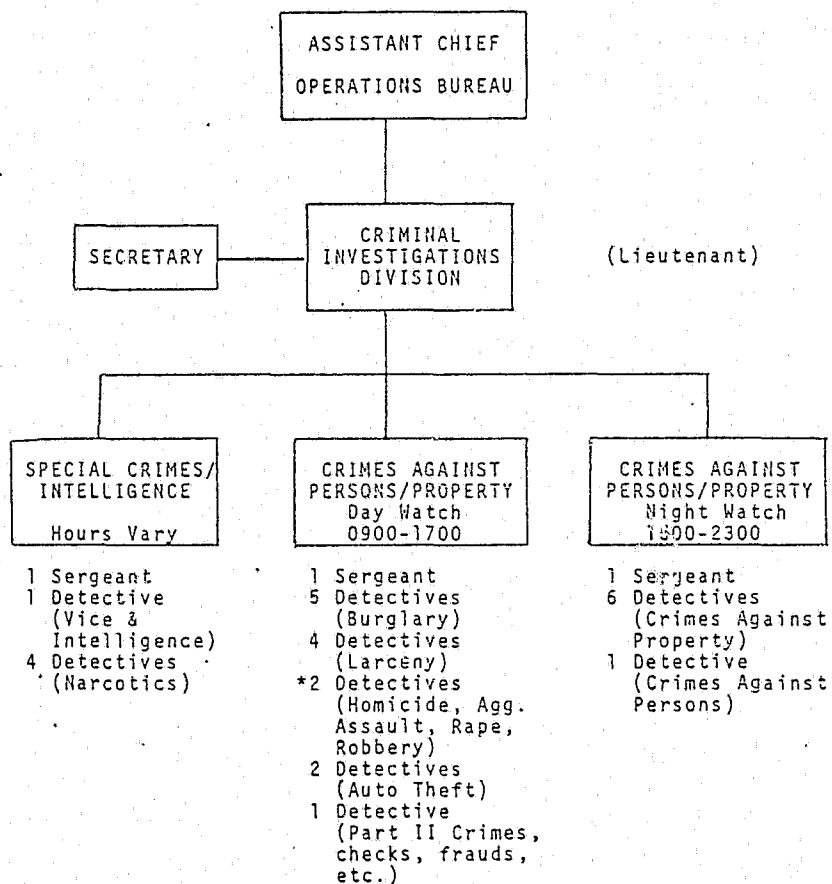 ASSISTANT CHIEF
OPERATIONS BUREAU
SECRETARY
CRIMINAL
INVESTIGATIONS
DIVISION
(Lieutenant)
SPECIAL CRIMES/
INTELLIGENCE
Hours Vary
1 Sergeant
1 Detective
(Vice &
Intelligence)
4 Detectives
(Narcotics)
CRIMES AGAINST
PERSONS/PROPERTY
Day Watch
0900-1700
1 Sergeant
5 Detectives
(Burglary)
4 Detectives
(Larceny)
*2 Detectives
(Homicide, Agg.
Assault, Rape,
Robbery)
2 Detectives
(Auto Theft)
1 Detective
(Part II Crimes,
checks, frauds,
etc.)
CRIMES AGAINST
PERSONS/PROPERTY
Night Watch
1 Sergeant
6 Detectives
(Crimes Against
Property)
1 Detective
(Crimes Against
Persons)